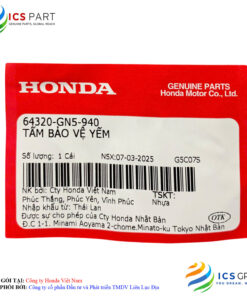 ICS PART
HONDA
GENUINE PARTS
Honda Motor Co., Ltd.
64320-GN5-940
TẤM BẢO VỆ YẾM
Số lượng: 1 Cái
NSX:07-03-2025
G5C07S
NK bởi: Cty Honda Việt Nam
TSKT:
Phúc Thắng, Phúc Yên, Vĩnh Phúc
Nhựa
Nhập khẩu từ: Thái Lan
Được sự cho phép của Cty Honda Nhật Bản
Đ.C 1-1. Minami Aoyama 2-chome.Minato-ku Tokyo Nhật Bản
OTK
GÓI TẠI: Công ty Honda Việt Nam
PHỐI BỞI: Công ty cổ phần Đầu tư và Phát triển TMDV Liên Lục Địa
ICS